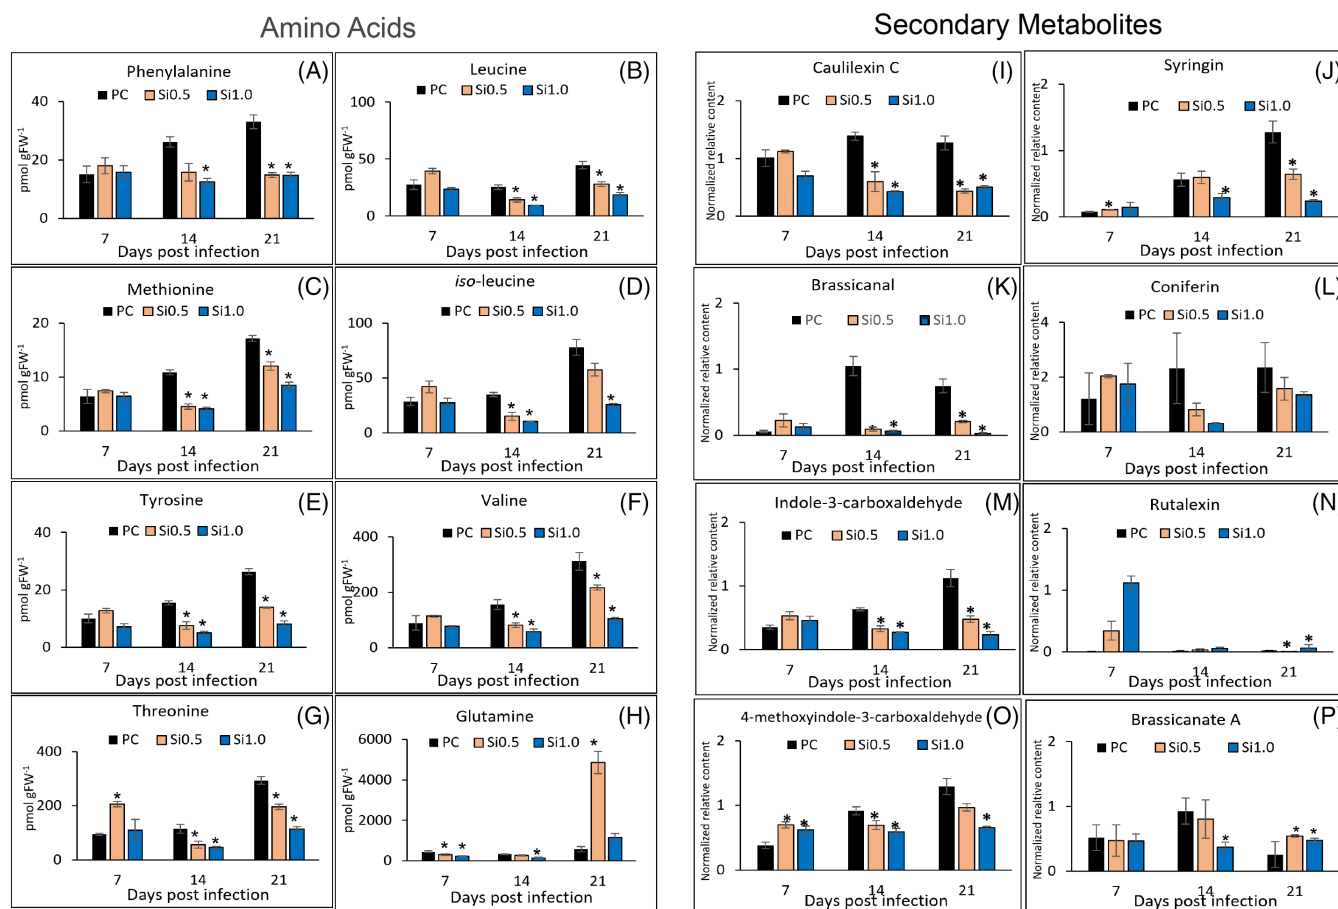 Amino Acids
Secondary Metabolites
Phenylalanine (A)
PC Si0.5 Si1.0
pmol gFW-1
40
20
0
* * *
7 14 21
Days post infection
Leucine (B)
PC Si0.5 Si1.0
pmol gFW-1
100
50
0
* * * *
7 14 21
Days post infection
Caulilexin C (I)
PC Si0.5 Si1.0
Normalized relative content
2
1
0
* * * *
7 14 21
Days post infection
Syringin (J)
PC Si0.5 Si1.0
Normalized relative content
2
20
* * * *
7 14 21
Days post infection
Methionine (C)
PC Si0.5 Si1.0
pmol gFW-1
20
10
0
* * * *
7 14 21
Days post infection
iso-leucine (D)
PC Si0.5 Si1.0
pmol gFW-1
100
50
0
* * *
7 14 21
Days post infection
Brassicanal (K)
PC Si0.5 Si1.0
Normalized relative content
2
1
0
* * * *
7 14 21
Days post infection
Coniferin (L)
PC Si0.5 Si1.0
Normalized relative content
4
2
0
7 14 21
Days post infection
Tyrosine (E)
PC Si0.5 Si1.0
pmol gFW-1
40
20
0
* * * *
7 14 21
Days post infection
Valine (F)
PC Si0.5 Si1.0
pmol gFW-1
400
200
0
* * * *
7 14 21
Days post infection
Indole-3-carboxaldehyde (M)
PC Si0.5 Si1.0
Normalized relative content
2
1
0
* * * *
7 14 21
Days post infection
Rutalexin (N)
PC Si0.5 Si1.0
Normalized relative content
2
1
0
* *
7 14 21
Days post infection
Threonine (G)
PC Si0.5 Si1.0
pmol gFW-1
400
200
0
* * * * *
7 14 21
Days post infection
Glutamine (H)
PC Si0.5 Si1.0
pmol gFW-1
6000
4000
2000
0
* * * *
7 14 21
Days post infection
4-methoxyindole-3-carboxaldehyde (O)
PC Si0.5 Si1.0
Normalized relative content
2
1
0
* * * * *
7 14 21
Days post infection
Brassicanate A (P)
PC Si0.5 Si1.0
Normalized realtive content
2
1
0
* * *
7 14 21
Days post infection